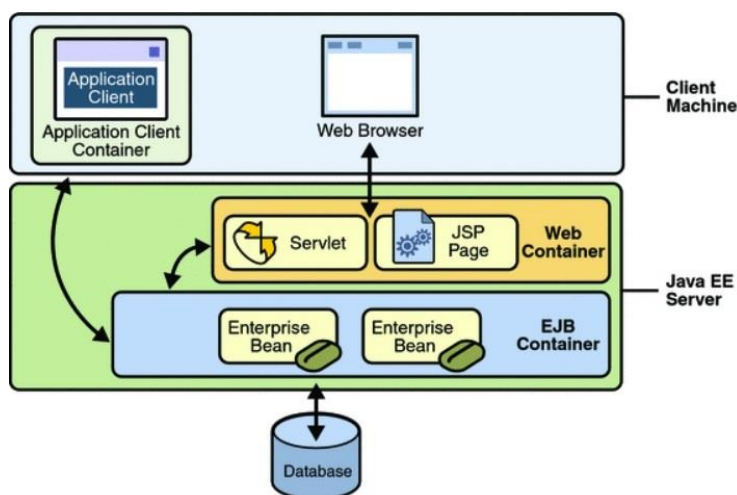 Application
Client
Application Client
Container
Web Browser
Client
Machine
Servlet
JSP
Page
Web
Container
Java EE
Server
Enterprise
Bean
Enterprise
Bean
EJB
Container
Database